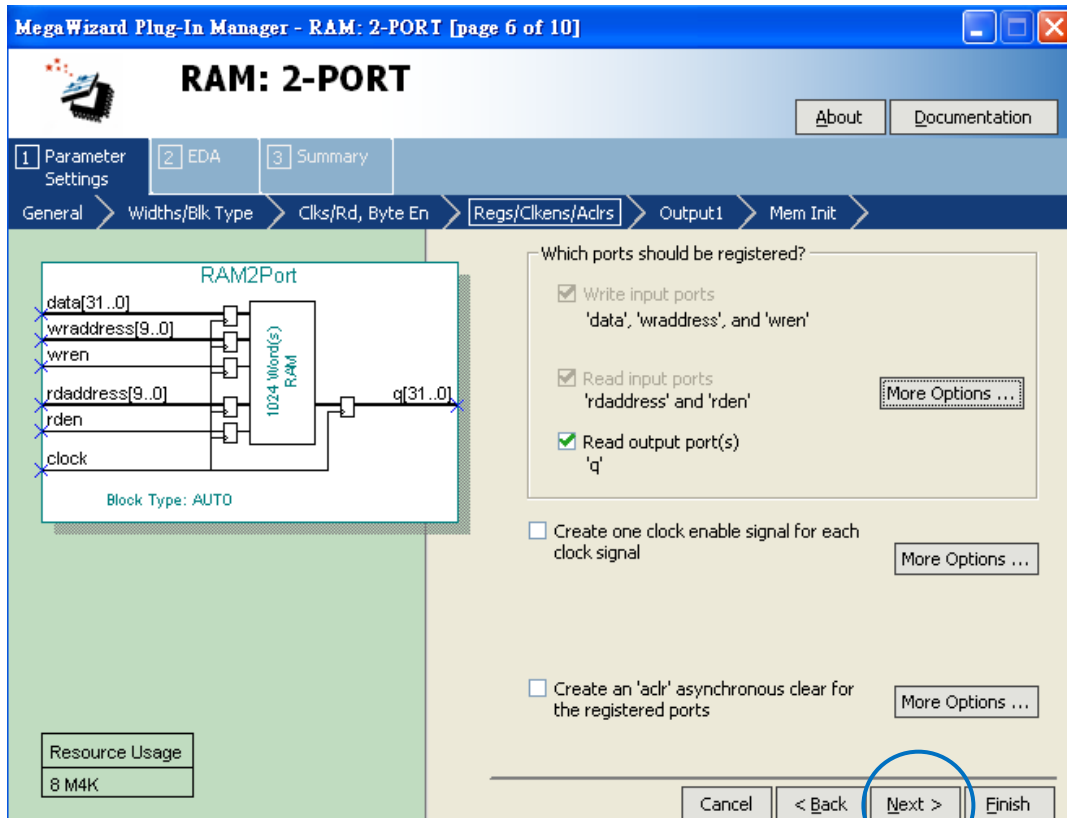 MegaWizard Plug-In Manager - RAM: 2-PORT [page 6 of 10]
RAM: 2-PORT
About
Documentation
1 Parameter Settings
2 EDA
3 Summary
General
Widths/Blk Type
Clks/Rd, Byte En
Regs/Clkens/Aclrs
Output1
Mem Init
RAM2Port
data[31..0]
wraddress[9..0]
wren
rdaddress[9..0]
rden
clock
1024 Word(s)
RAM
q[31..0]
Block Type: AUTO
Resource Usage
8 M4K
Which ports should be registered?
Write input ports
'data', 'wraddress', and 'wren'
Read input ports
'rdaddress' and 'rden'
More Options ...
Read output port(s)
'q'
Create one clock enable signal for each
clock signal
More Options ...
Create an 'aclr' asynchronous clear for
the registered ports
More Options ...
Cancel
< Back
Next >
Finish